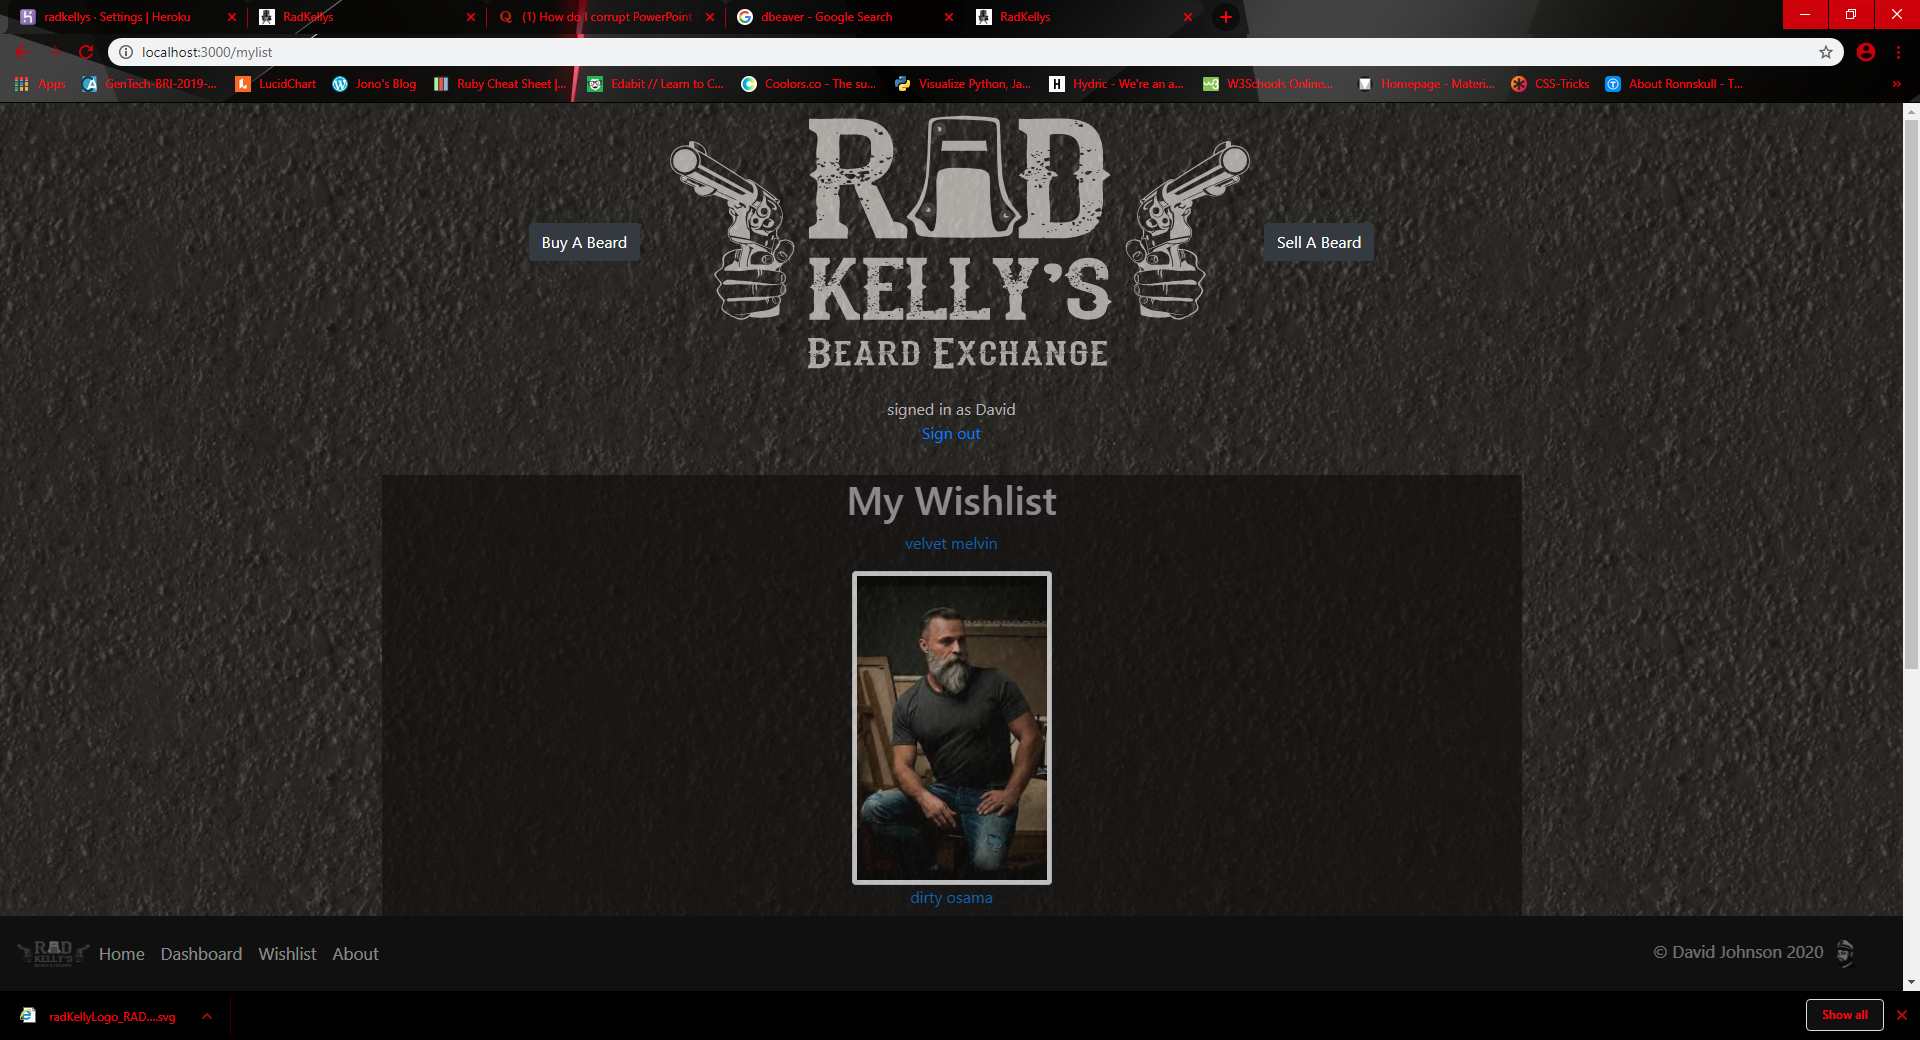 radkellys · Settings | Heroku
RadKellys
(1) How do I corrupt PowerPoint
dbeaver - Google Search
RadKellys
localhost:3000/mylist
Apps
GenTech-BRI-2019-...
LucidChart
Jono's Blog
Ruby Cheat Sheet |...
Edabit // Learn to C...
Coolors.co - The su...
Visualize Python, Ja...
Hydric - We're an a...
W3Schools Online...
Homepage - Materi...
CSS-Tricks
About Ronnskull - T...
Buy A Beard
RAD
KELLY'S
BEARD EXCHANGE
Sell A Beard
signed in as David
Sign out
My Wishlist
velvet melvin
dirty osama
RAD
KELLY'S
BEARD EXCHANGE
Home
Dashboard
Wishlist
About
© David Johnson 2020
radKellyLogo_RAD....svg
Show all